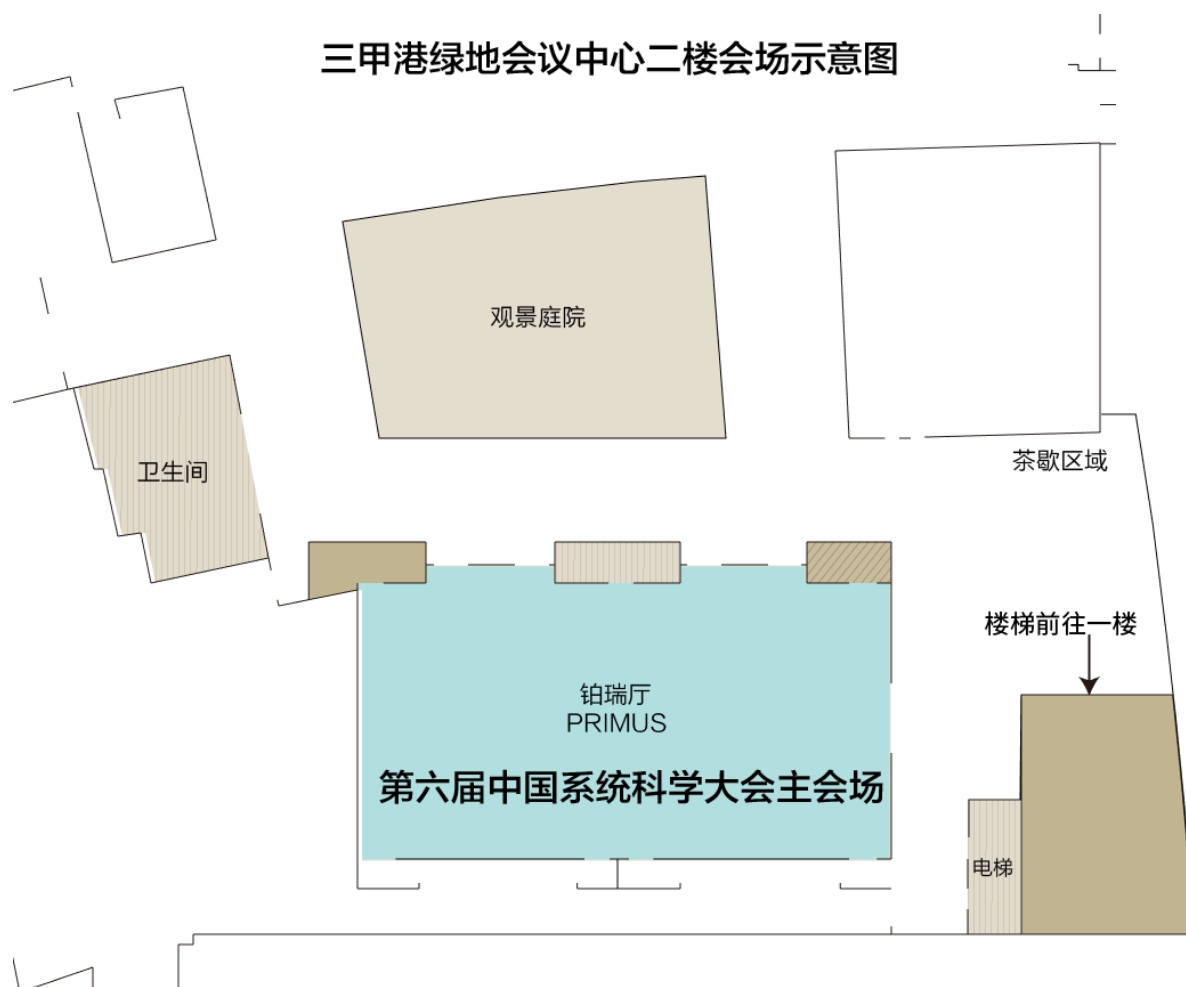 三甲港绿地会议中心二楼会场示意图
观景庭院
茶歇区域
卫生间
楼梯前往一楼
铂瑞厅
PRIMUS
第六届中国系统科学大会主会场
电梯